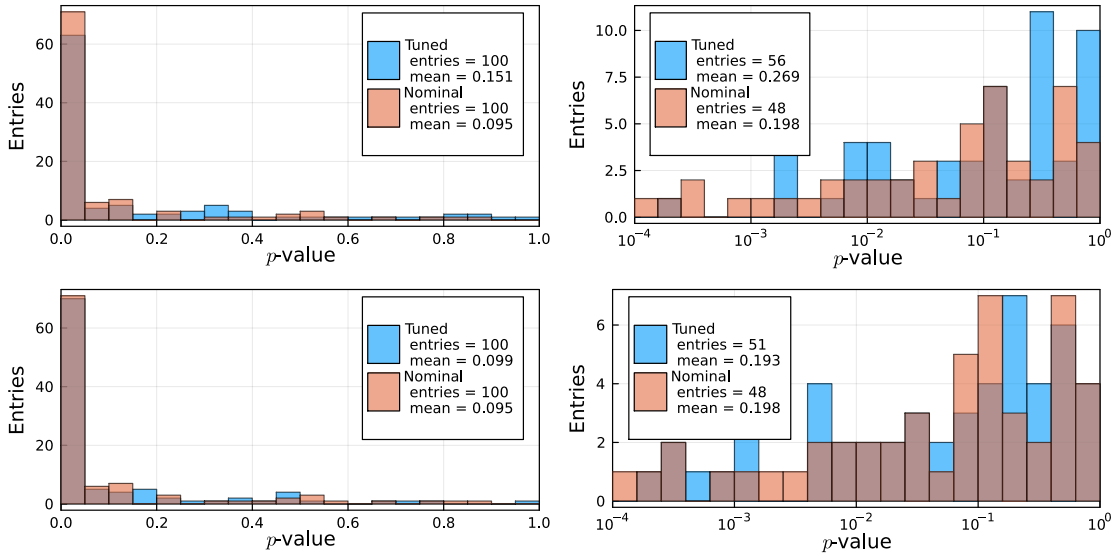 Entries
60
40
20
0
Tuned
entries = 100
mean = 0.151
Nominal
entries = 100
mean = 0.095
0.0 0.2 0.4 0.6 0.8 1.0
p-value
Entries
10.0
7.5
5.0
2.5
0.0
Tuned
entries = 56
mean = 0.269
Nominal
entries = 48
mean = 0.198
10⁻⁴ 10⁻³ 10⁻² 10⁻¹ 10⁰
p-value
Entries
60
40
20
0
Tuned
entries = 100
mean = 0.099
Nominal
entries = 100
mean = 0.095
0.0 0.2 0.4 0.6 0.8 1.0
p-value
Entries
6
4
2
0
Tuned
entries = 51
mean = 0.193
Nominal
entries = 48
mean = 0.198
10⁻⁴ 10⁻³ 10⁻² 10⁻¹ 10⁰
p-value